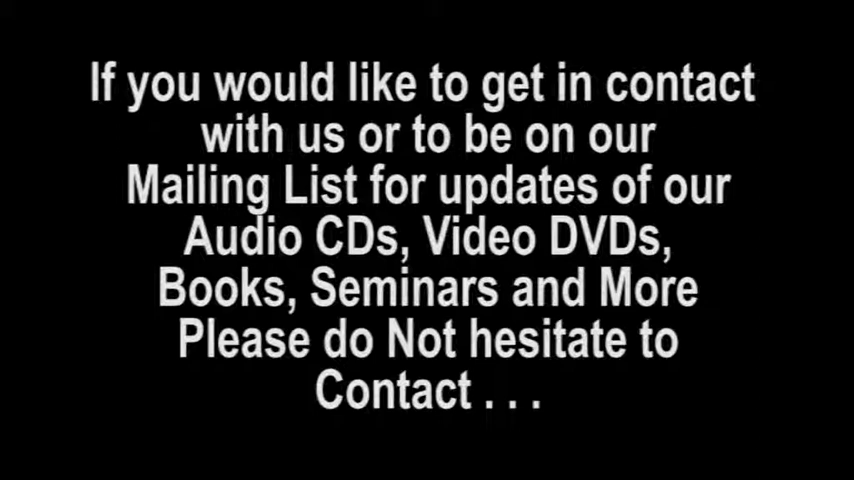 If you would like to get in contact
with us or to be on our
Mailing List for updates of our
Audio CDs, Video DVDs,
Books, Seminars and More
Please do Not hesitate to
Contact . . .